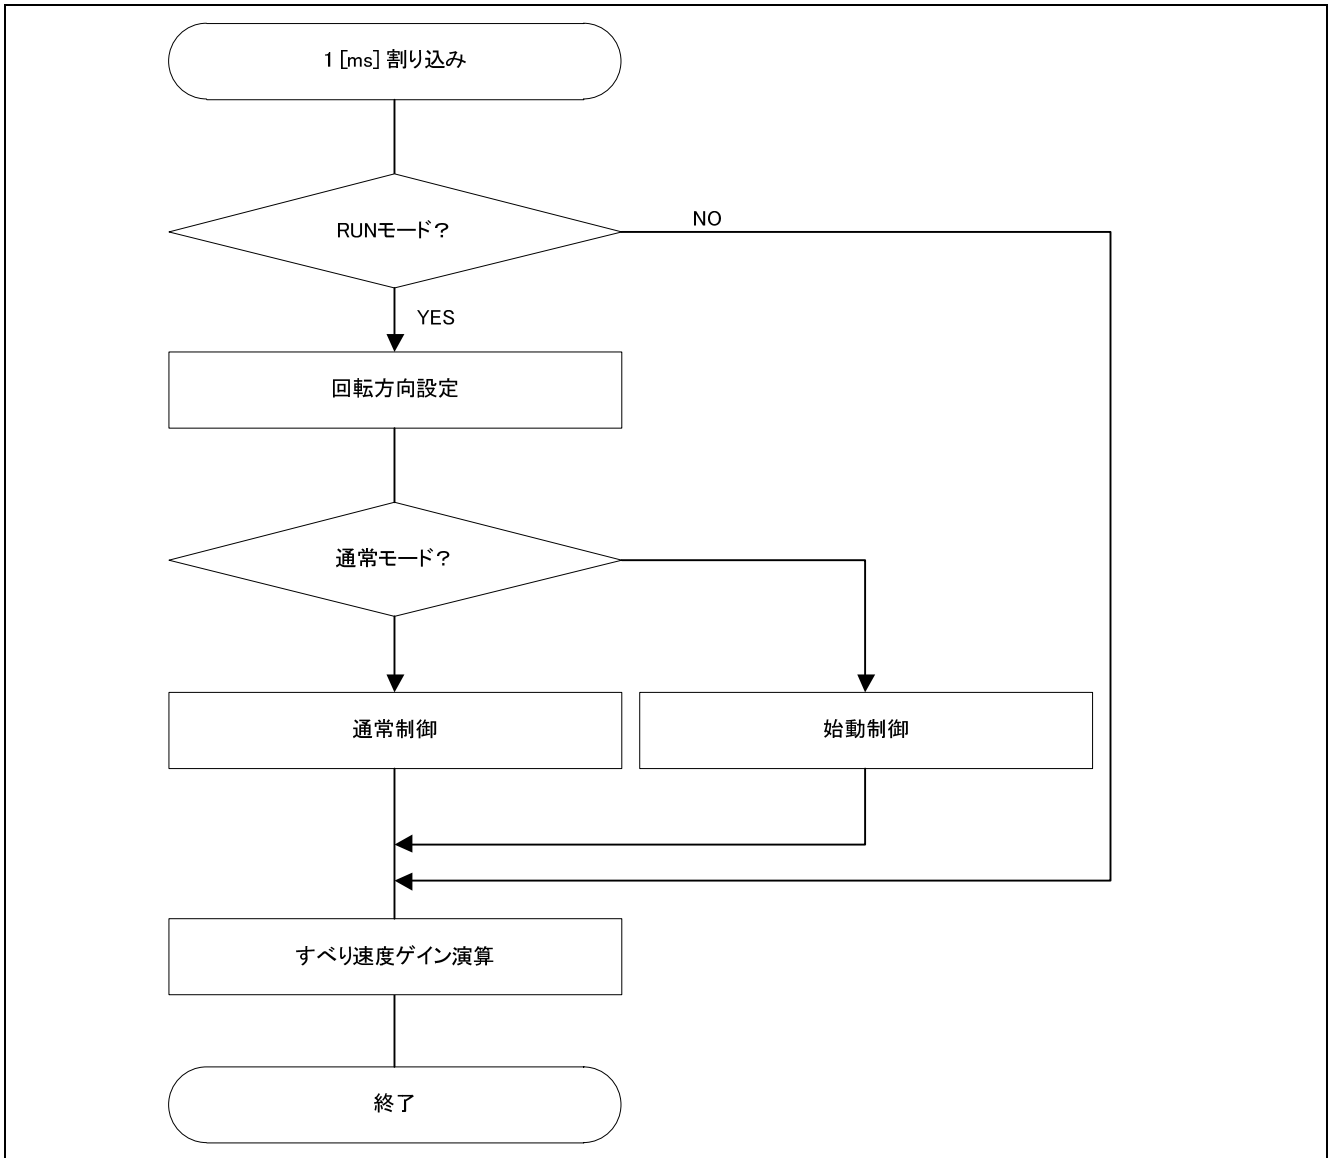 1 [ms] 割り込み
RUNモード？
NO
YES
回転方向設定
通常モード？
通常制御
始動制御
すべり速度ゲイン演算
終了